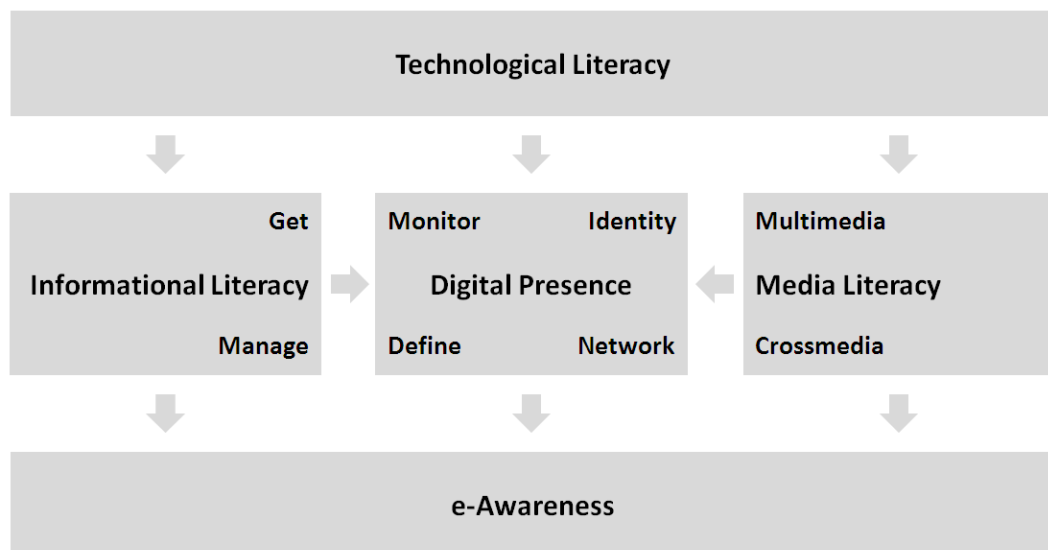 Technological Literacy
Get
Informational Literacy
Manage
Monitor Identity
Digital Presence
Define Network
Multimedia
Media Literacy
Crossmedia
e-Awareness